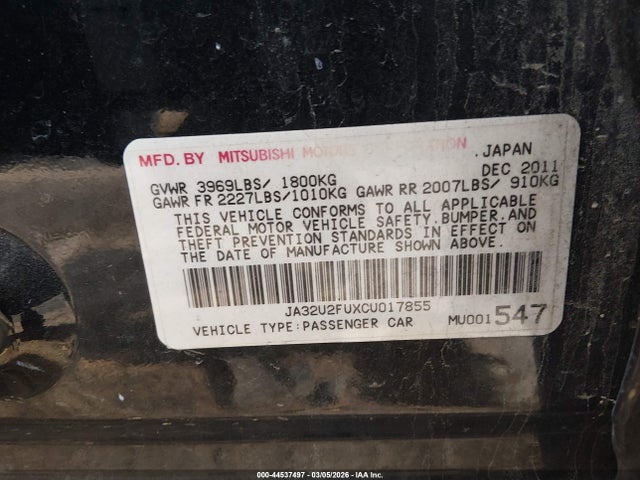 MFD. BY MITSUBISHI MOTORS CORPORATION, JAPAN
GVWR 3969LBS/ 1800KG DEC 2011
GAWR FR 2227LBS/1010KG GAWR RR 2007LBS/ 910KG
THIS VEHICLE CONFORMS TO ALL APPLICABLE
FEDERAL MOTOR VEHICLE SAFETY,BUMPER,AND
THEFT PREVENTION STANDARDS IN EFFECT ON
THE DATE OF MANUFACTURE SHOWN ABOVE.
JA32U2FUXCU017855
VEHICLE TYPE:PASSENGER CAR MU001547
000-44537497 - 03/05/2026 - IAA Inc.